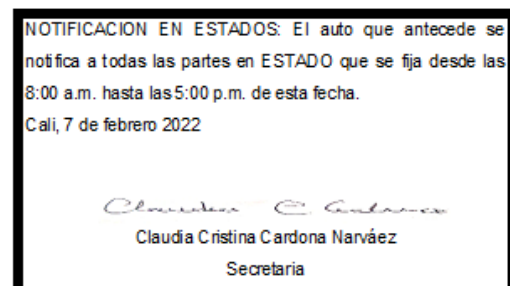 NOTIFICACION EN ESTADOS: El auto que antecede se
notifica a todas las partes en ESTADO que se fija desde las
8:00 a.m. hasta las 5:00 p.m. de esta fecha.
Cali, 7 de febrero 2022
Claudia Cristina Cardona Narváez
Secretaria